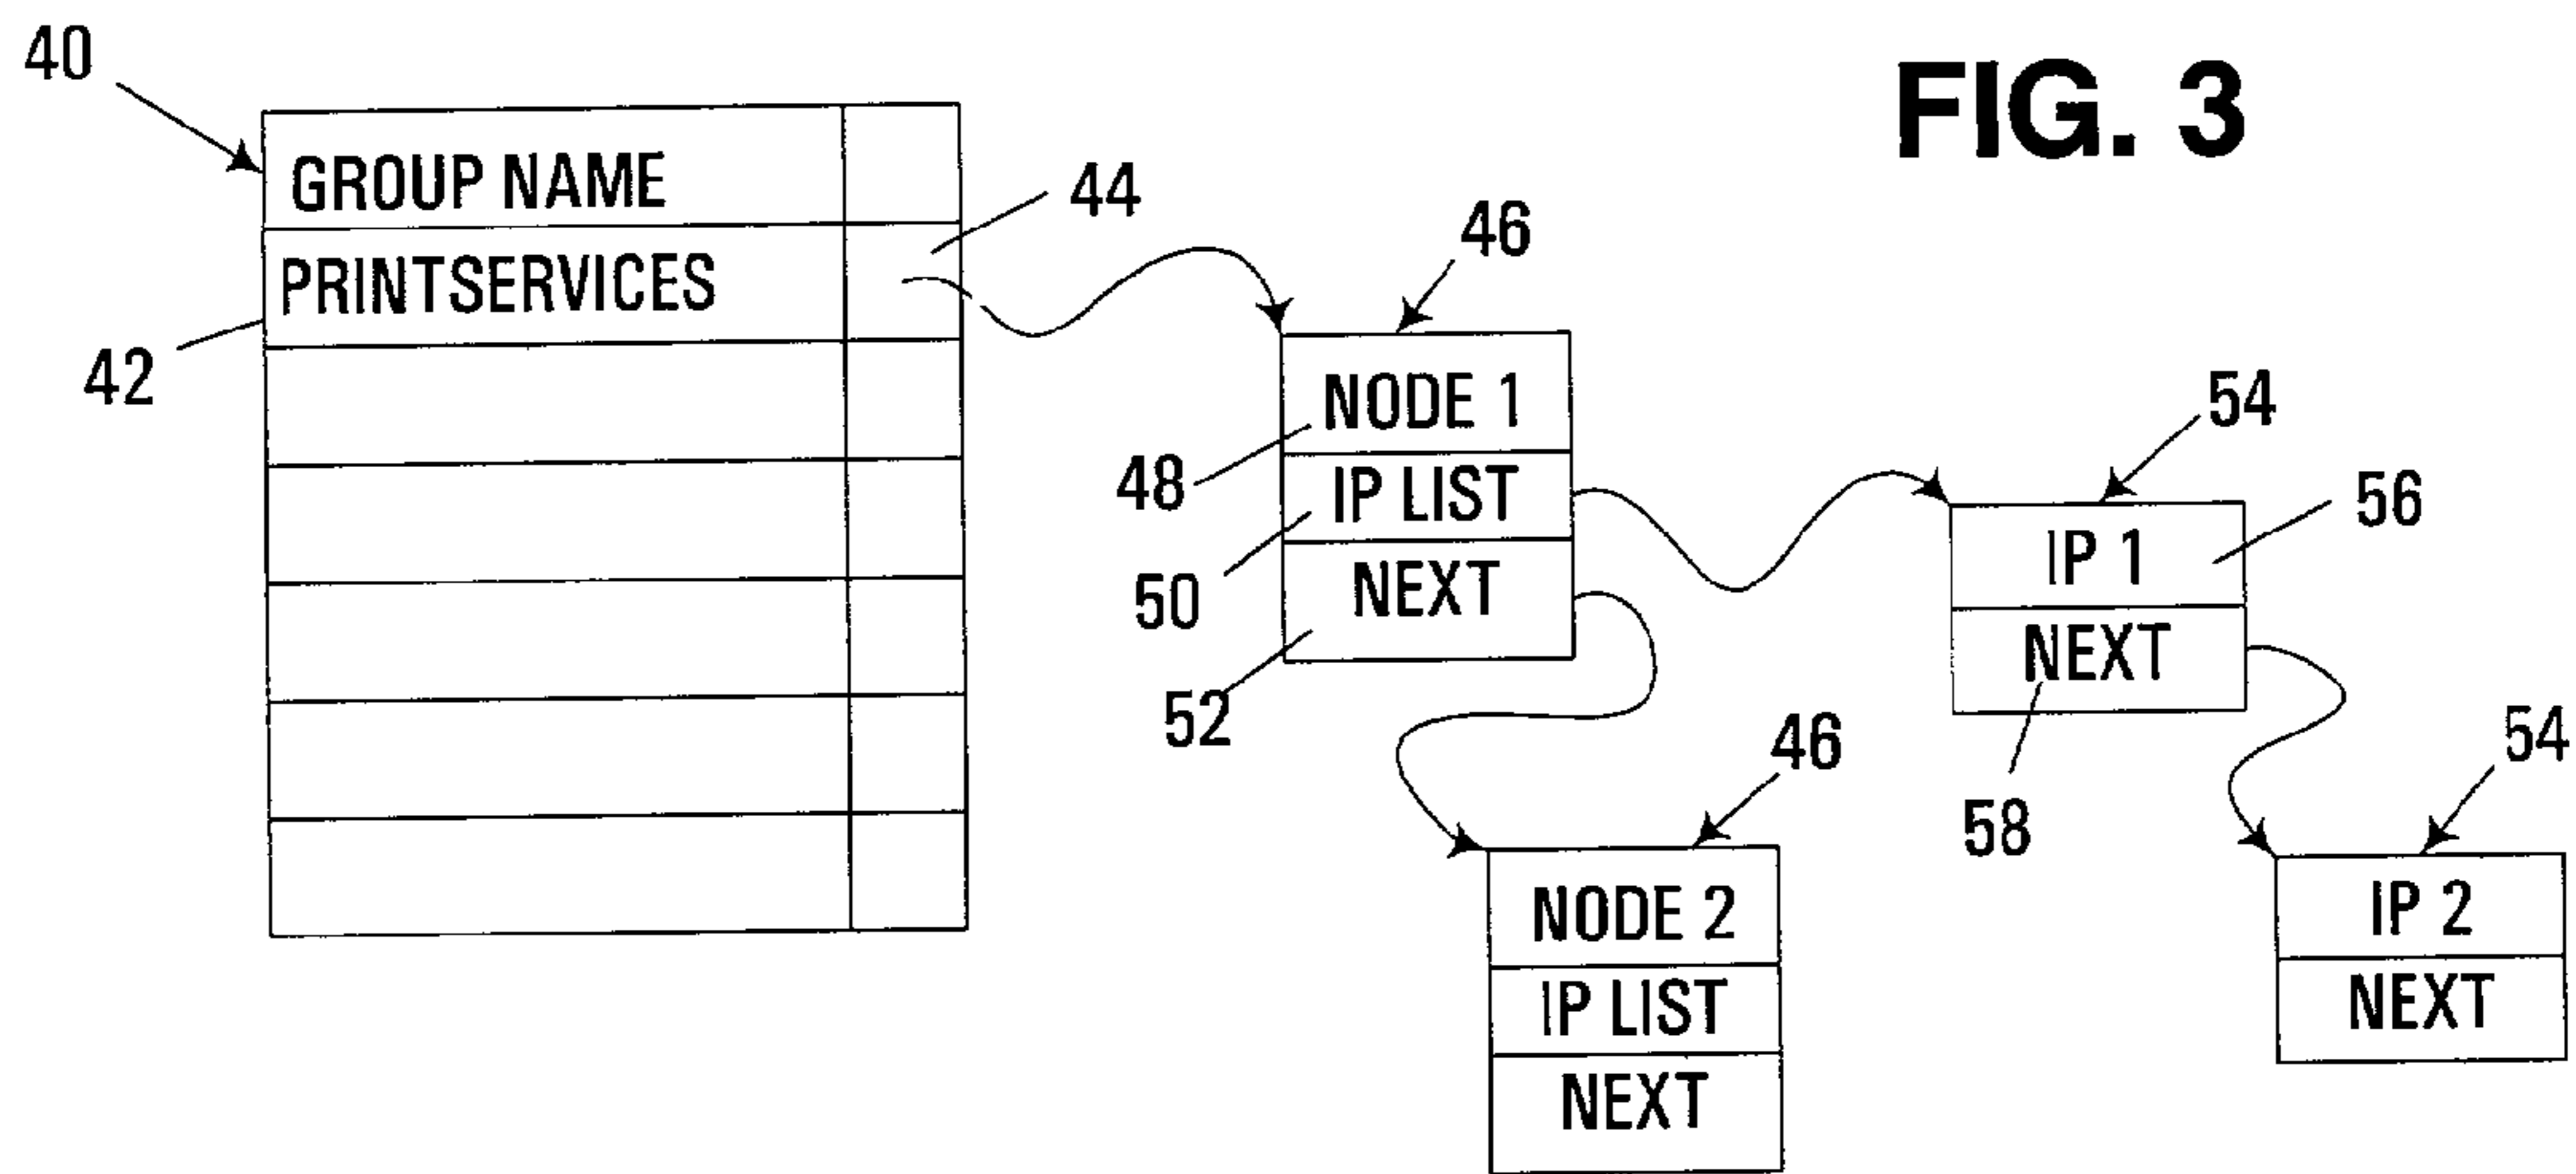 FIG. 3
40
GROUP NAME
44
PRINTSERVICES
42
46
NODE 1
48
IP LIST
50
NEXT
52
54
IP 1
56
NEXT
58
46
NODE 2
IP LIST
NEXT
54
IP 2
NEXT